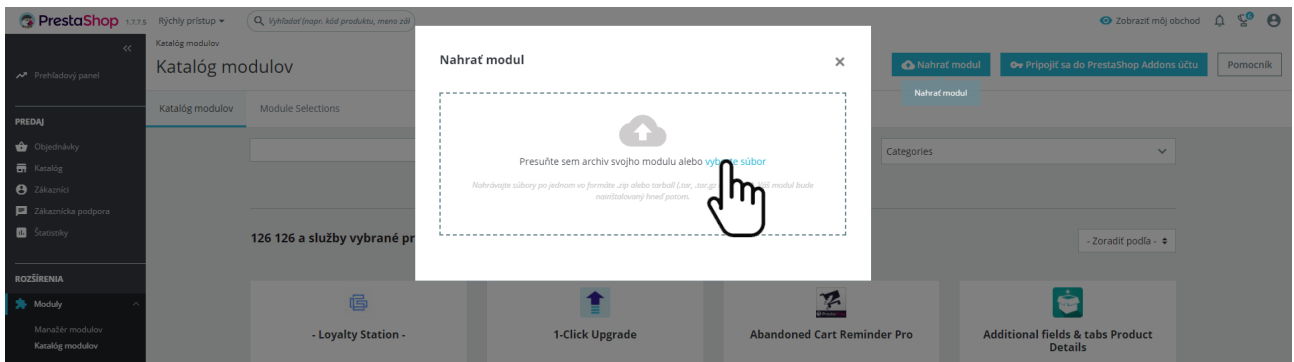 PrestaShop 1.7.7.5
Rýchly prístup
Vyhľadať (napr. kód produktu, meno zá
Zobraziť môj obchod
Prehľadový panel
PREDAJ
Objednávky
Katalóg
Zákazníci
Zákaznícka podpora
Štatistiky
ROZŠÍRENIA
Moduly
Manažér modulov
Katalóg modulov
Katalóg modulov
Katalóg modulov
Nahrať modul
Pripojiť sa do PrestaShop Addons účtu
Pomocník
Nahrať modul
Katalóg modulov
Module Selections
Nahrať modul
Presuňte sem archiv svojho modulu alebo súbor
Nahrávajte súbory po jednom vo formáte .zip alebo tarball (.tar, .tar.gz modul bude
nainštalovaný hneď potom.
Categories
126 126 a služby vybrané pr
- Zoradiť podľa -
- Loyalty Station -
1-Click Upgrade
Abandoned Cart Reminder Pro
Additional fields & tabs Product
Details